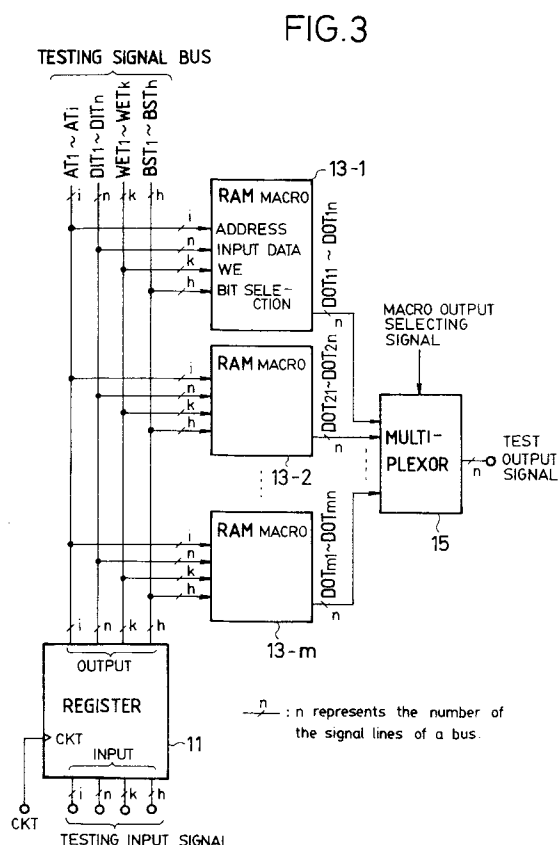 FIG.3
TESTING SIGNAL BUS
AT1~ATi
DIT1~DITn
WET1~WETk
BST1~BSTh
i n k h
13-1
RAM MACRO
i ADDRESS
n INPUT DATA
k WE
h BIT SELE-
CTION
DOT11 ~ DOT1n
n
RAM MACRO
i
n
k
h
13-2
DOT21~DOT2n
n
RAM MACRO
i
n
k
h
13-m
DOTm1~DOTmn
n
MACRO OUTPUT
SELECTING
SIGNAL
MULTI-
PLEXOR
15
n
TEST
OUTPUT
SIGNAL
i n k h
OUTPUT
REGISTER
11
CKT
INPUT
i n k h
CKT
TESTING INPUT SIGNAL
n : n represents the number of
the signal lines of a bus.